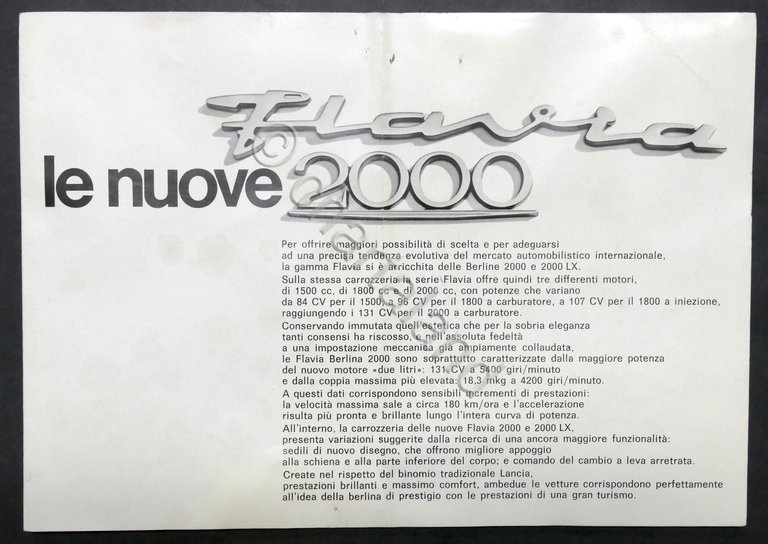 Flavia
le nuove 2000
Per offrire maggiori possibilità di scelta e per adeguarsi
ad una precisa tendenza evolutiva del mercato automobilistico internazionale,
la gamma Flavia si è arricchita delle Berline 2000 e 2000 LX.
Sulla stessa carrozzeria la serie Flavia offre quindi tre differenti motori,
di 1500 cc, di 1800 cc e di 2000 cc, con potenze che variano
da 84 CV per il 1500, a 96 CV per il 1800 a carburatore, a 107 CV per il 1800 a iniezione,
raggiungendo i 131 CV per il 2000 a carburatore.
Conservando immutata quella estetica che per la sobria eleganza
tanti consensi ha riscosso, nell'assoluta fedeltà
a una impostazione meccanica già ampiamente collaudata,
le Flavia Berlina 2000 sono soprattutto caratterizzate dalla maggiore potenza
del nuovo motore «due litri»: 131 CV a 5400 giri/minuto
e dalla coppia massima più elevata: 18,3 mkg a 4200 giri/minuto.
A questi dati corrispondono sensibili incrementi di prestazioni:
la velocità massima sale a circa 180 km/ora e l'accelerazione
risulta più pronta e brillante lungo l'intera curva di potenza.
All'interno, la carrozzeria delle nuove Flavia 2000 e 2000 LX,
presenta variazioni suggerite dalla ricerca di una ancora maggiore funzionalità:
sedili di nuovo disegno, che offrono migliore appoggio
alla schiena e alla parte inferiore del corpo; e comando del cambio a leva arretrata.
Create nel rispetto del binomio tradizionale Lancia,
prestazioni brillanti e massimo comfort, ambedue le vetture corrispondono perfettamente
all'idea della berlina di prestigio con le prestazioni di una gran turismo.